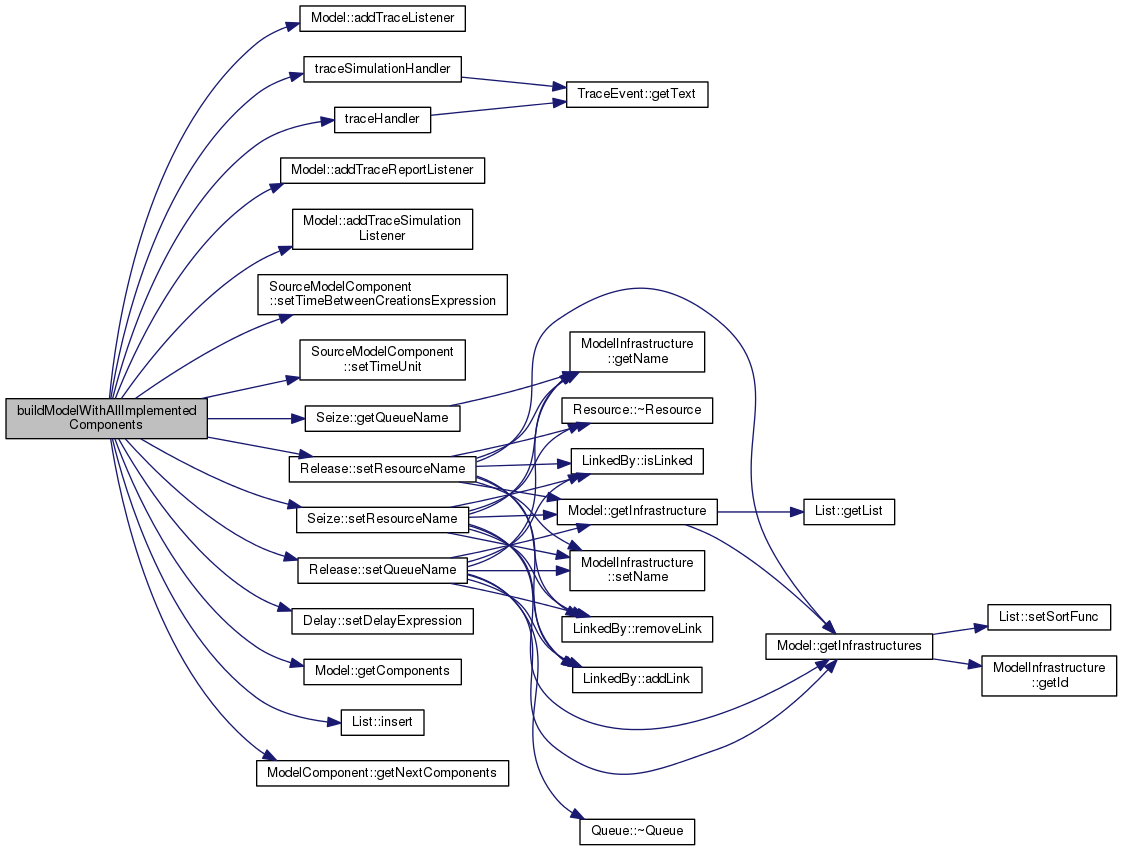 Model::addTraceListener
traceSimulationHandler
TraceEvent::getText
traceHandler
Model::addTraceReportListener
Model::addTraceSimulation
Listener
SourceModelComponent
::setTimeBetweenCreationsExpression
SourceModelComponent
::setTimeUnit
ModelInfrastructure
::getName
buildModelWithAllImplemented
Components
Seize::getQueueName
Resource::~Resource
Release::setResourceName
LinkedBy::isLinked
Seize::setResourceName
Model::getInfrastructure
List::getList
Release::setQueueName
ModelInfrastructure
::setName
Delay::setDelayExpression
LinkedBy::removeLink
List::setSortFunc
Model::getInfrastructures
Model::getComponents
LinkedBy::addLink
ModelInfrastructure
::getId
List::insert
ModelComponent::getNextComponents
Queue::~Queue